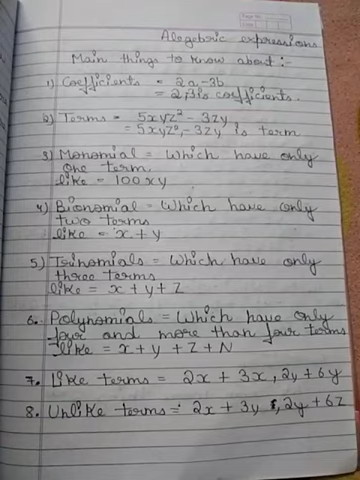 Alogebric expressions
Main things to know about :-
1) Coefficients = 2a - 3b
= 2, 3 is coefficients.
2) Terms = 5xyz² - 3zy
= 5xyz², - 3zy is term
3) Monomial = Which have only
one term
like = 100xy
4) Bionomial = Which have only
two terms
like = x + y
5) Trinomials = Which have only
three terms
like = x + y + z
6. Polynomials = Which have only
four and more than four terms
like = x + y + z + N
7. Like terms = 2x + 3x, 2y + 6y
8. Unlike terms = 2x + 3y, 2y + 6z